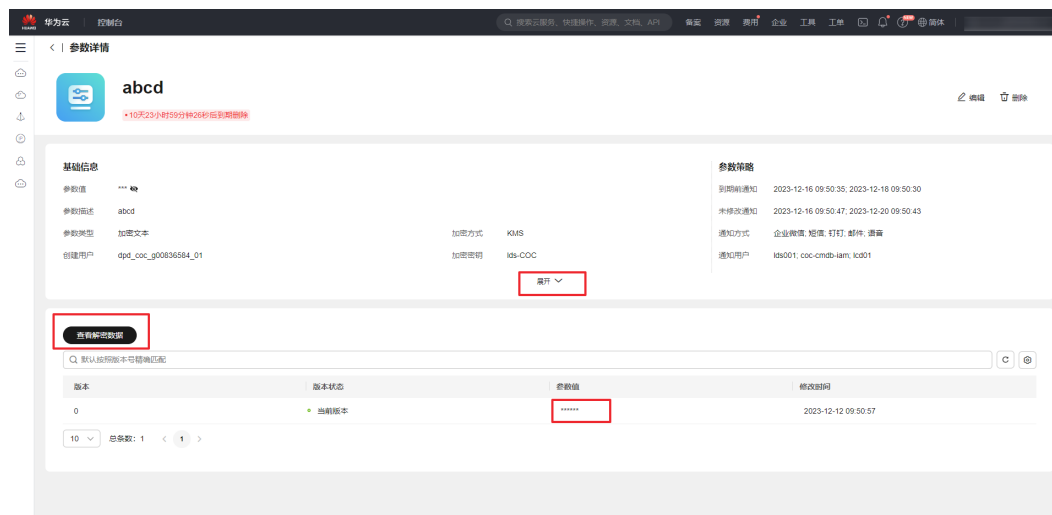 HUAWEI 华为云 控制台 搜索云服务、快捷操作、资源、文档、API 备案 资源 费用 企业 工具 工单 简体
参数详情
abcd
10天23小时59分钟26秒后到期删除
编辑 删除
基础信息 参数策略
参数值 *** 到期前通知 2023-12-16 09:50:35; 2023-12-18 09:50:30
参数描述 abcd 未修改通知 2023-12-16 09:50:47; 2023-12-20 09:50:43
参数类型 加密文本 加密方式 KMS 通知方式 企业微信; 短信; 钉钉; 邮件; 语音
创建用户 dpd_coc_g00836584_01 加密密钥 lds-COC 通知用户 lds001; coc-cmdb-iam; lcd01
展开
查看解密数据
默认按照版本号精确匹配
版本 版本状态 参数值 修改时间
0 当前版本 ****** 2023-12-12 09:50:57
10 总条数: 1 1